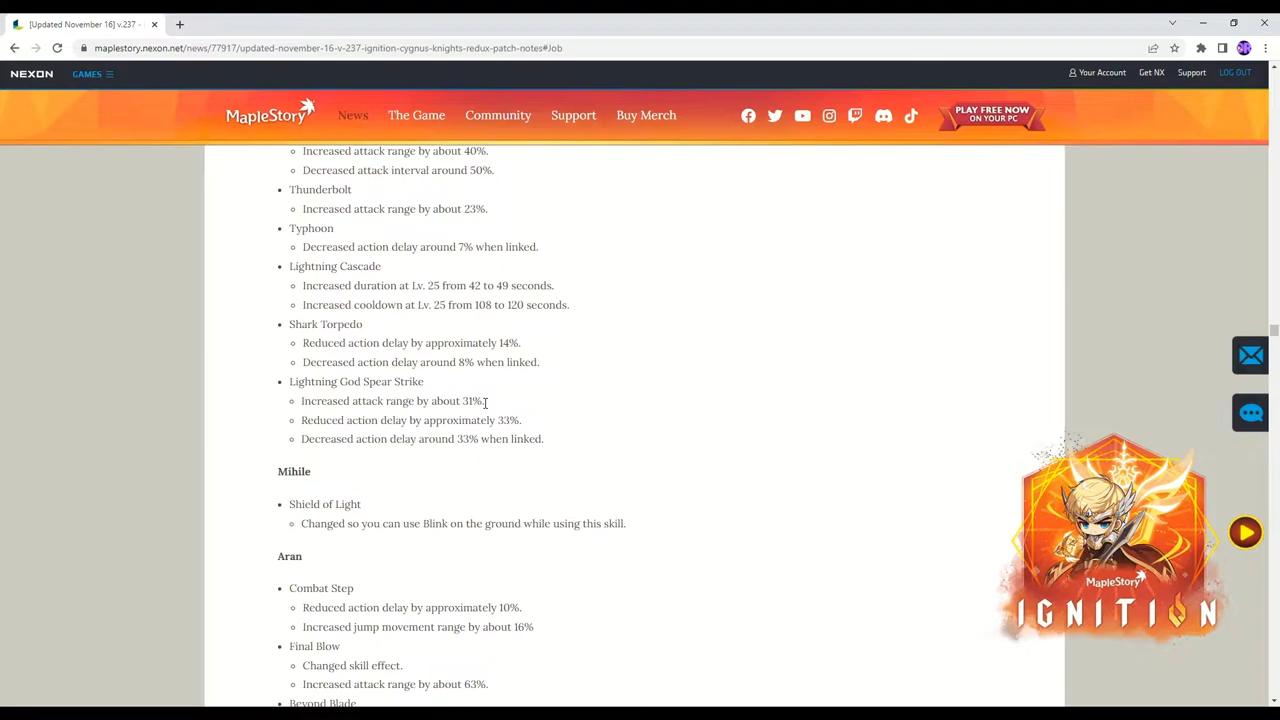 [Updated November 16] v.237 -
maplestory.nexon.net/news/77917/updated-november-16-v-237-ignition-cygnus-knights-redux-patch-notes#Job
NEXON GAMES Your Account Get NX Support LOG OUT
MapleStory News The Game Community Support Buy Merch PLAY FREE NOW
ON YOUR PC
Increased attack range by about 40%.
Decreased attack interval around 50%.
Thunderbolt
Increased attack range by about 23%.
Typhoon
Decreased action delay around 7% when linked.
Lightning Cascade
Increased duration at Lv. 25 from 42 to 49 seconds.
Increased cooldown at Lv. 25 from 108 to 120 seconds.
Shark Torpedo
Reduced action delay by approximately 14%.
Decreased action delay around 8% when linked.
Lightning God Spear Strike
Increased attack range by about 31%.
Reduced action delay by approximately 33%.
Decreased action delay around 33% when linked.
Mihile
Shield of Light
Changed so you can use Blink on the ground while using this skill.
Aran
Combat Step
Reduced action delay by approximately 10%.
Increased jump movement range by about 16%
Final Blow
Changed skill effect.
Increased attack range by about 63%.
Beyond Blade
MapleStory
IGNITION